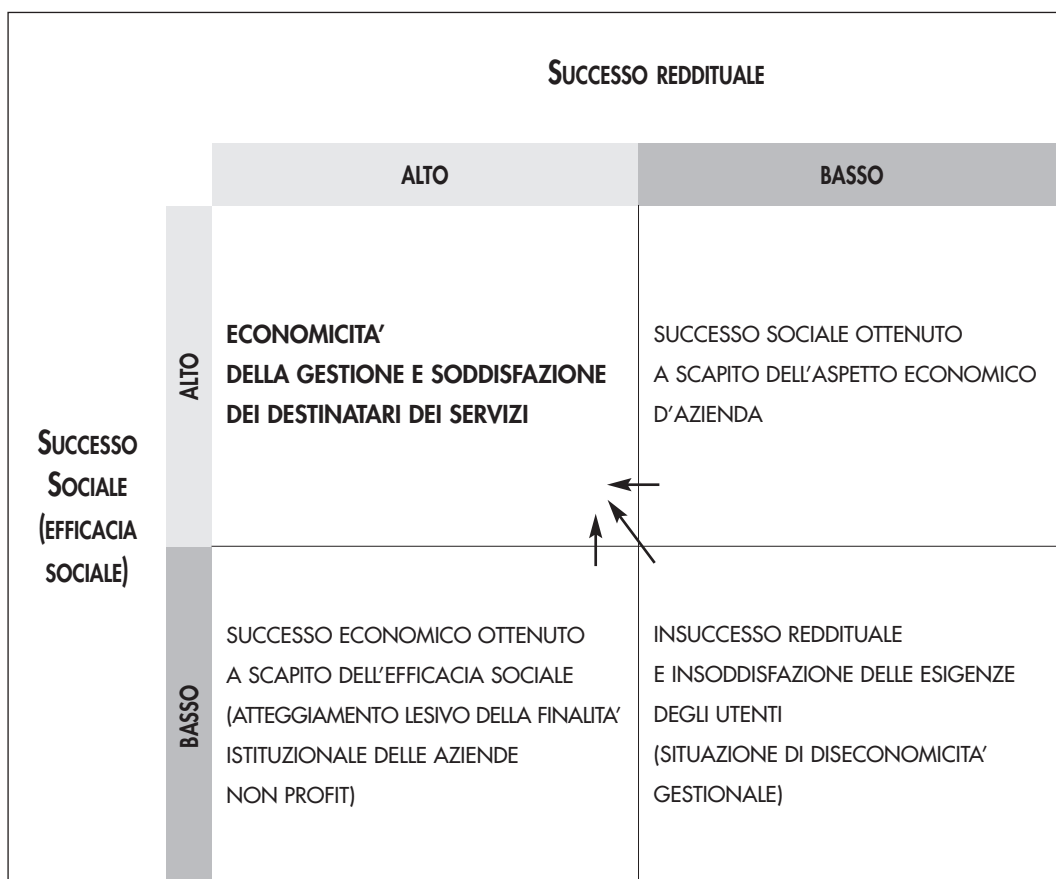 SUCCESSO REDDITUALE
ALTO
BASSO
SUCCESSO
SOCIALE
(EFFICACIA
SOCIALE)
ALTO
ECONOMICITA’
DELLA GESTIONE E SODDISFAZIONE
DEI DESTINATARI DEI SERVIZI
SUCCESSO SOCIALE OTTENUTO
A SCAPITO DELL’ASPETTO ECONOMICO
D’AZIENDA
BASSO
SUCCESSO ECONOMICO OTTENUTO
A SCAPITO DELL’EFFICACIA SOCIALE
(ATTEGGIAMENTO LESIVO DELLA FINALITA’
ISTITUZIONALE DELLE AZIENDE
NON PROFIT)
INSUCCESSO REDDITUALE
E INSODDISFAZIONE DELLE ESIGENZE
DEGLI UTENTI
(SITUAZIONE DI DISECONOMICITA’
GESTIONALE)